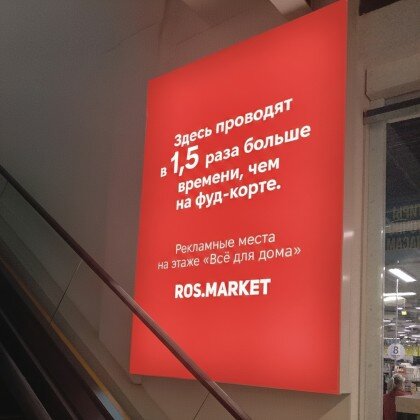 Здесь проводят
в 1,5 раза больше
времени, чем
на фуд-корте.
Рекламные места
на этаже «Всё для дома»
ROS.MARKET
8